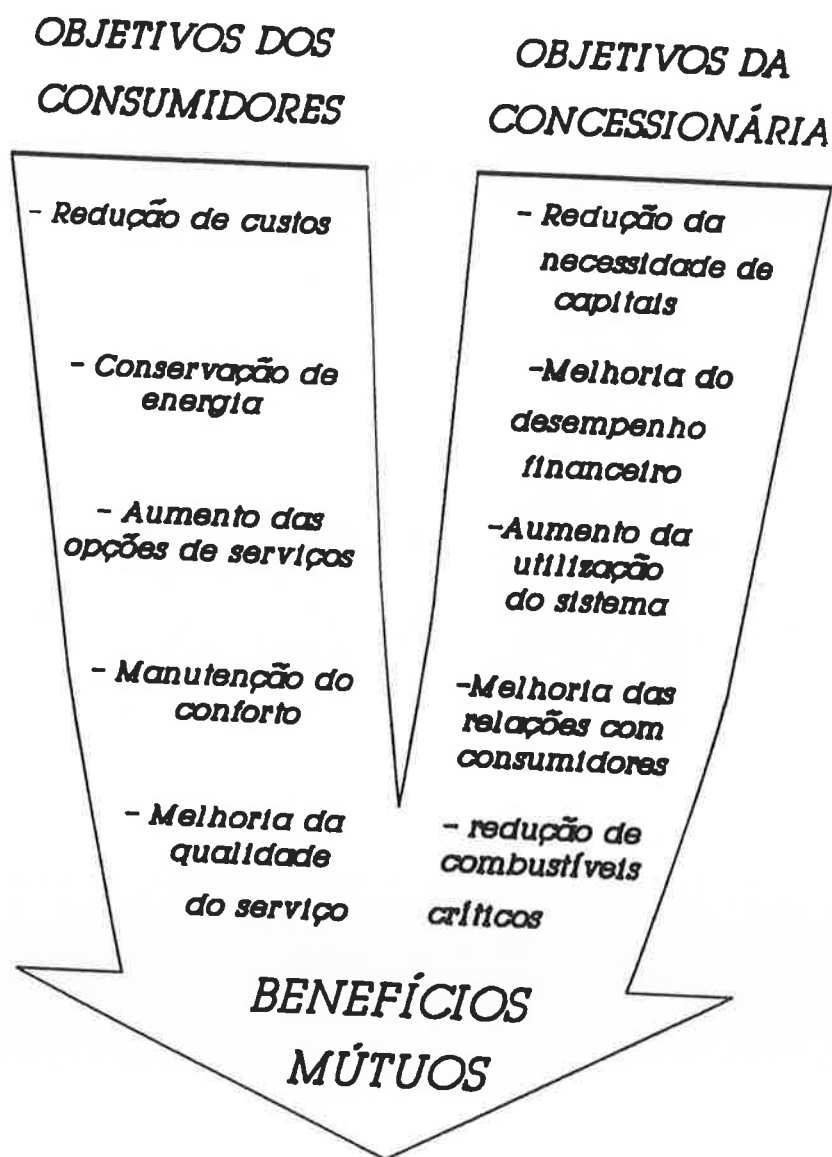 OBJETIVOS DOS
CONSUMIDORES
- Redução de custos
- Conservação de
energia
- Aumento das
opções de serviços
- Manutenção do
conforto
- Melhoria da
qualidade
do serviço
OBJETIVOS DA
CONCESSIONÁRIA
- Redução da
necessidade de
capitais
-Melhoria do
desempenho
financeiro
-Aumento da
utilização
do sistema
-Melhoria das
relações com
consumidores
- redução de
combustíveis
críticos
BENEFÍCIOS
MÚTUOS